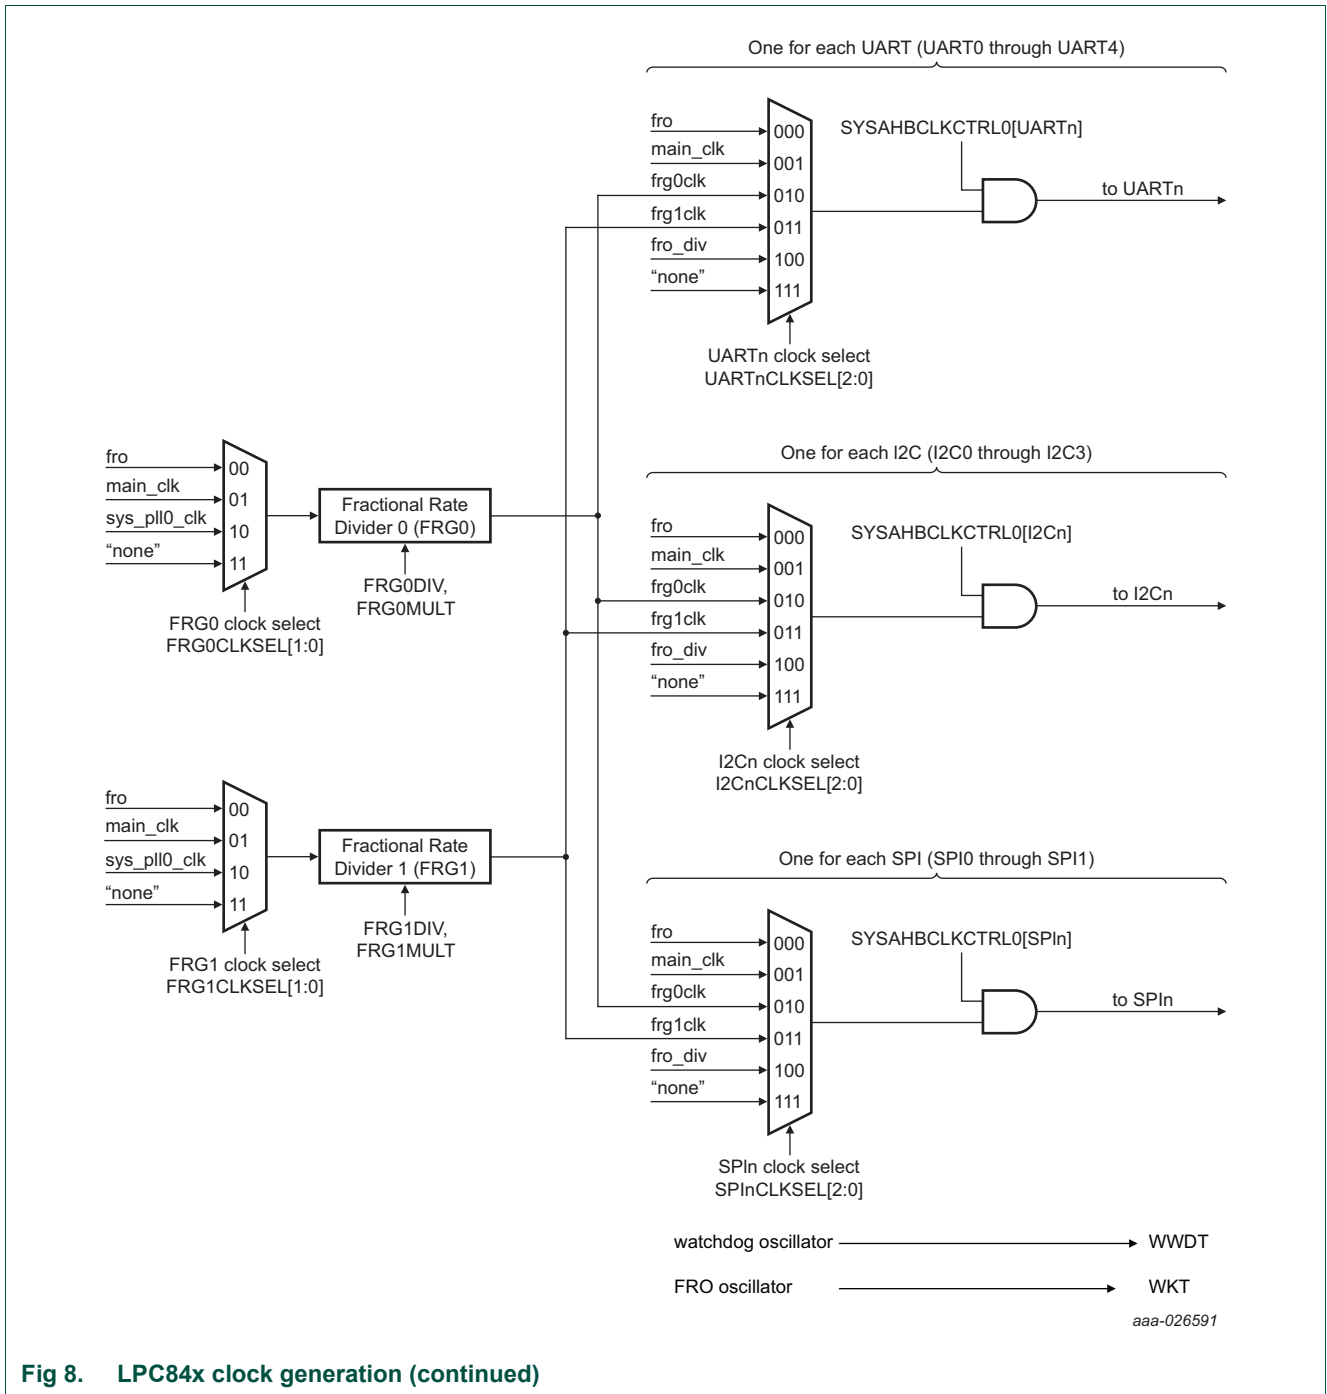 One for each UART (UART0 through UART4)
fro
000
SYSAHBCLKCTRL0[UARTn]
main_clk
001
frg0clk
010
to UARTn
frg1clk
011
fro_div
100
“none”
111
UARTn clock select
UARTnCLKSEL[2:0]
fro
00
main_clk
01
sys_pll0_clk
10
“none”
11
Fractional Rate
Divider 0 (FRG0)
FRG0DIV,
FRG0MULT
FRG0 clock select
FRG0CLKSEL[1:0]
One for each I2C (I2C0 through I2C3)
fro
000
SYSAHBCLKCTRL0[I2Cn]
main_clk
001
frg0clk
010
to I2Cn
frg1clk
011
fro_div
100
“none”
111
I2Cn clock select
I2CnCLKSEL[2:0]
fro
00
main_clk
01
sys_pll0_clk
10
“none”
11
Fractional Rate
Divider 1 (FRG1)
FRG1DIV,
FRG1MULT
FRG1 clock select
FRG1CLKSEL[1:0]
One for each SPI (SPI0 through SPI1)
fro
000
SYSAHBCLKCTRL0[SPIn]
main_clk
001
frg0clk
010
to SPIn
frg1clk
011
fro_div
100
“none”
111
SPIn clock select
SPInCLKSEL[2:0]
watchdog oscillator WWDT
FRO oscillator WKT
aaa-026591
Fig 8. LPC84x clock generation (continued)